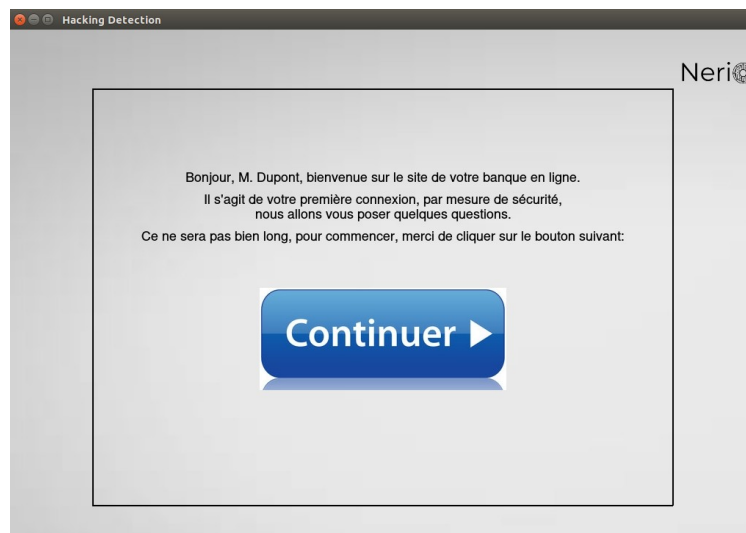 Hacking Detection
Neri
Bonjour, M. Dupont, bienvenue sur le site de votre banque en ligne.
Il s'agit de votre première connexion, par mesure de sécurité,
nous allons vous poser quelques questions.
Ce ne sera pas bien long, pour commencer, merci de cliquer sur le bouton suivant:
Continuer